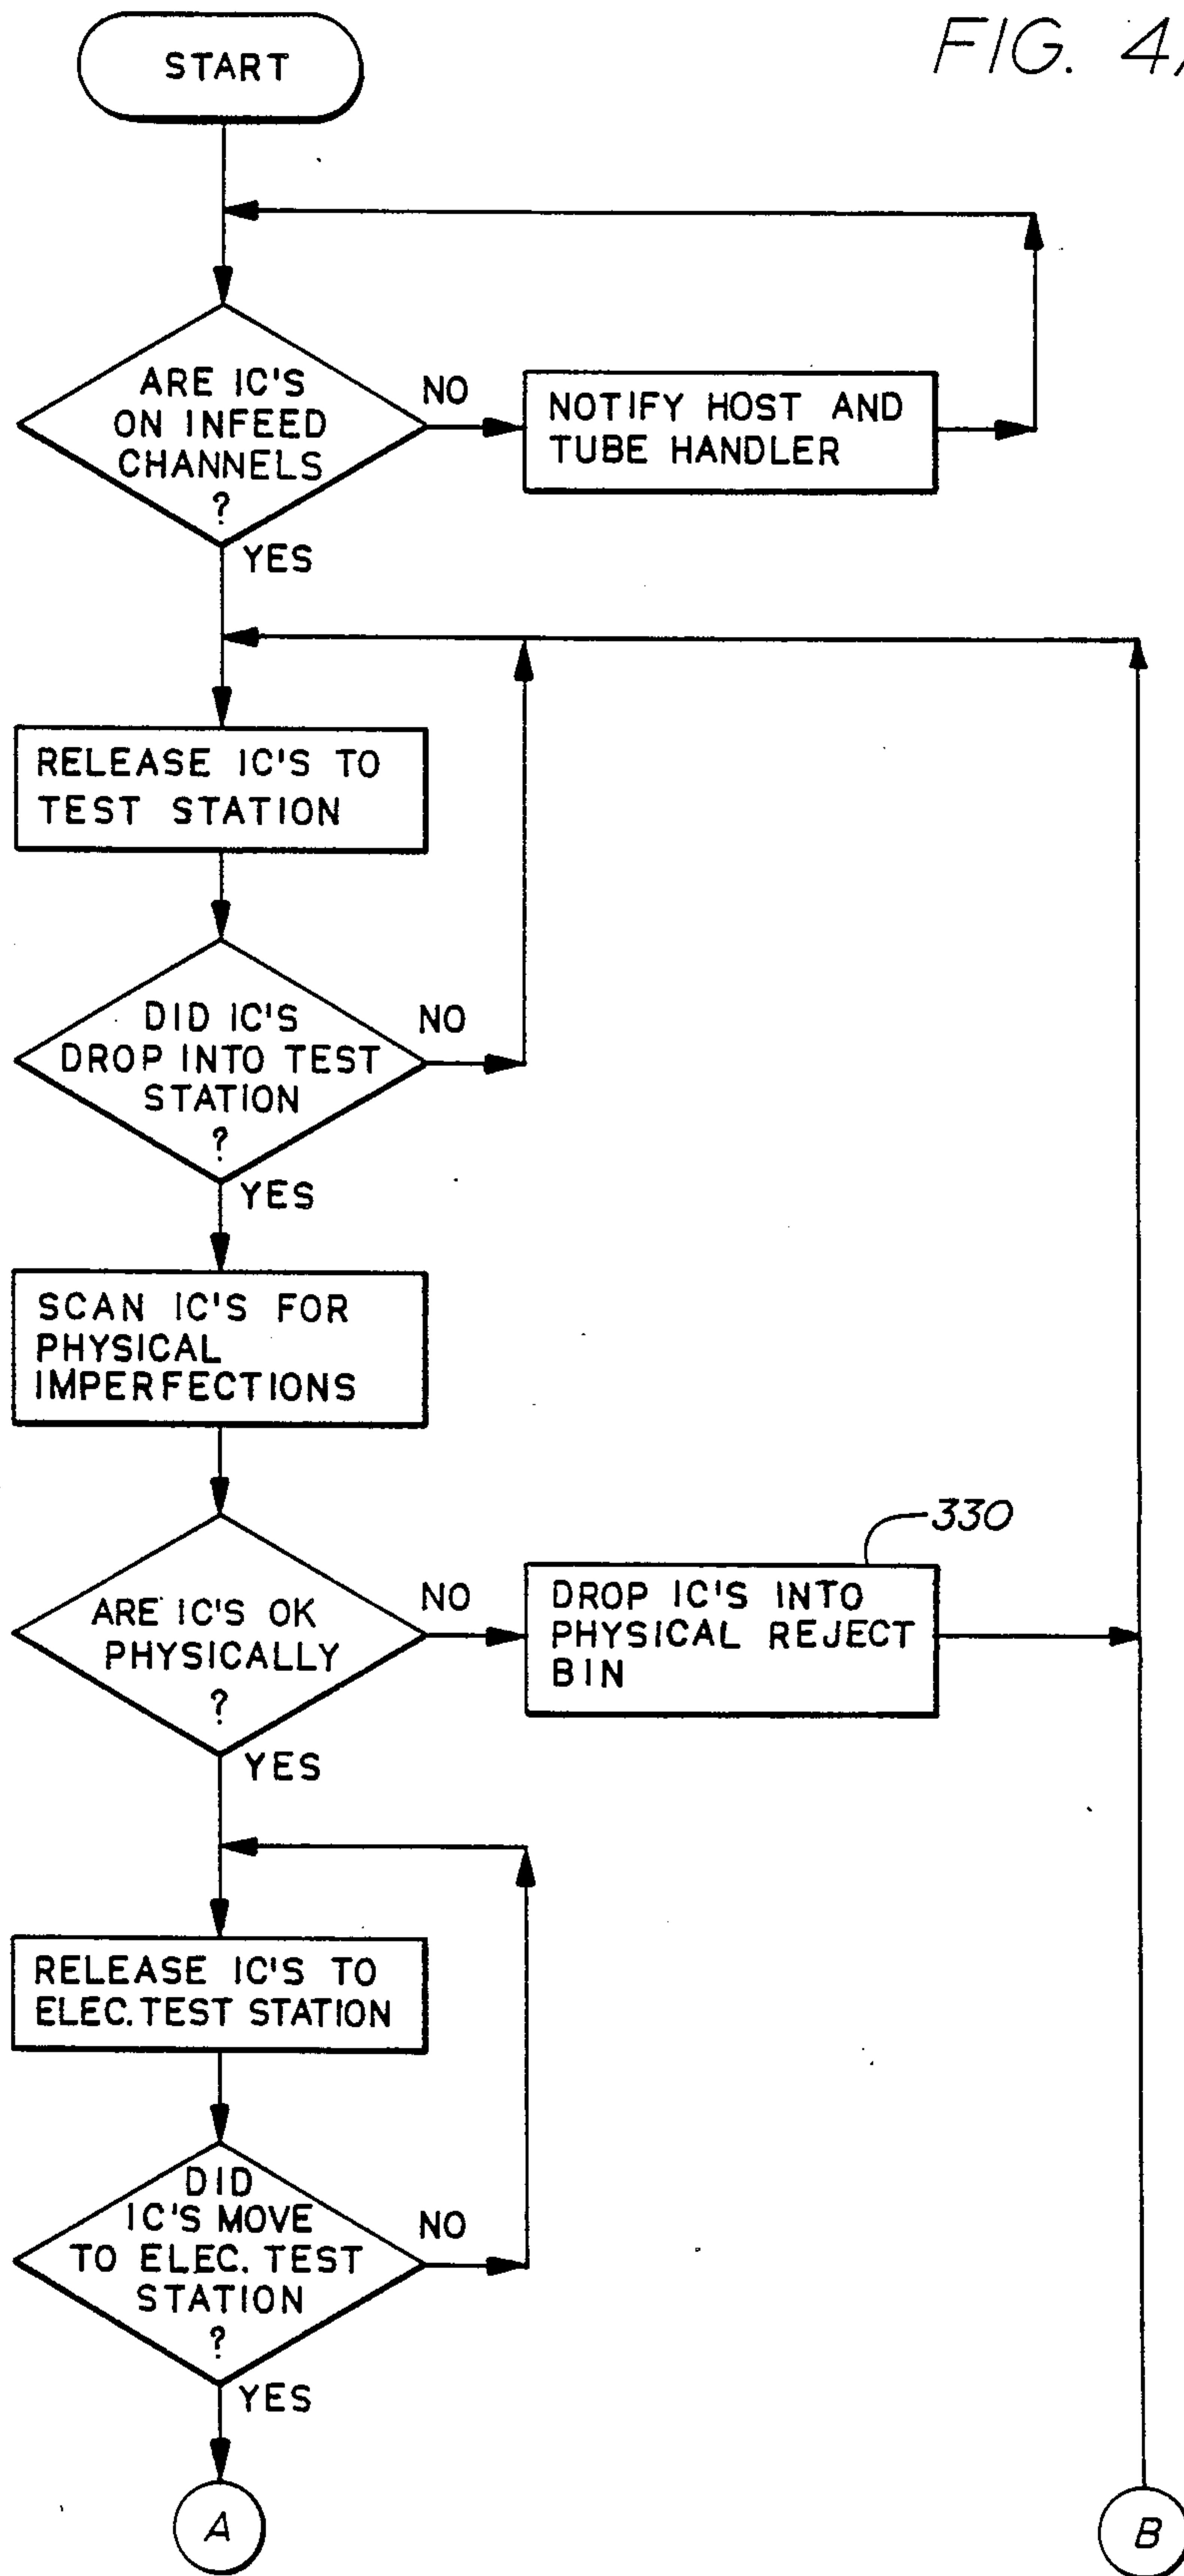 FIG. 4
START
ARE IC'S
ON INFEED
CHANNELS
?
NO
NOTIFY HOST AND
TUBE HANDLER
YES
RELEASE IC'S TO
TEST STATION
DID IC'S
DROP INTO TEST
STATION
?
NO
YES
SCAN IC'S FOR
PHYSICAL
IMPERFECTIONS
330
ARE IC'S OK
PHYSICALLY
?
NO
DROP IC'S INTO
PHYSICAL REJECT
BIN
YES
RELEASE IC'S TO
ELEC. TEST STATION
DID
IC'S MOVE
TO ELEC. TEST
STATION
?
NO
YES
A
B